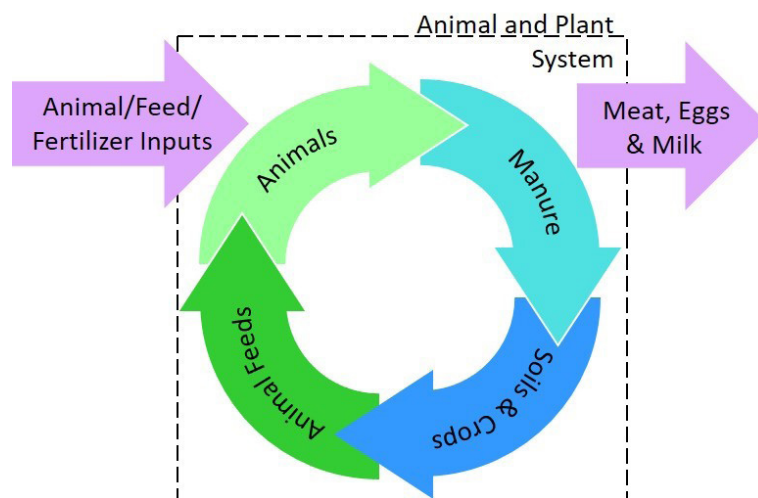 Animal and Plant
System
Animal/Feed/
Fertilizer Inputs
Meat, Eggs
& Milk
Animals
Manure
Soils & Crops
Animal Feeds